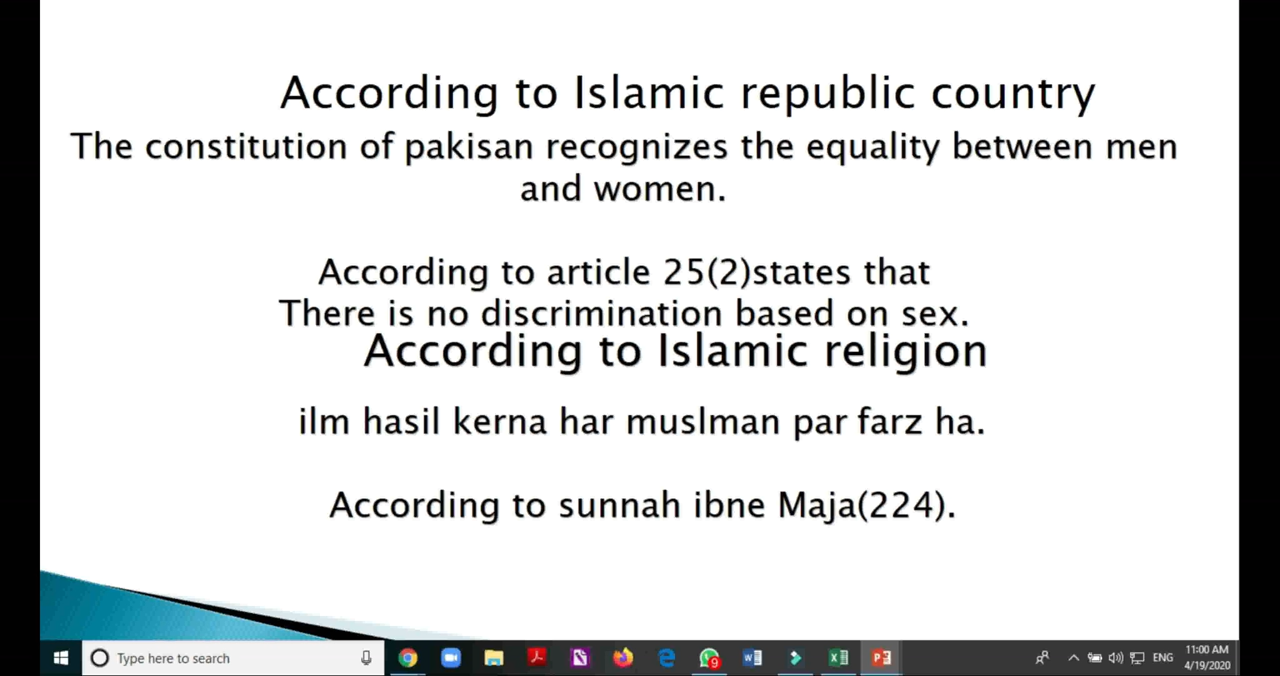 According to Islamic republic country
The constitution of pakisan recognizes the equality between men
and women.
According to article 25(2)states that
There is no discrimination based on sex.
According to Islamic religion
ilm hasil kerna har muslman par farz ha.
According to sunnah ibne Maja(224).
Type here to search
9
ENG
11:00 AM
4/19/2020